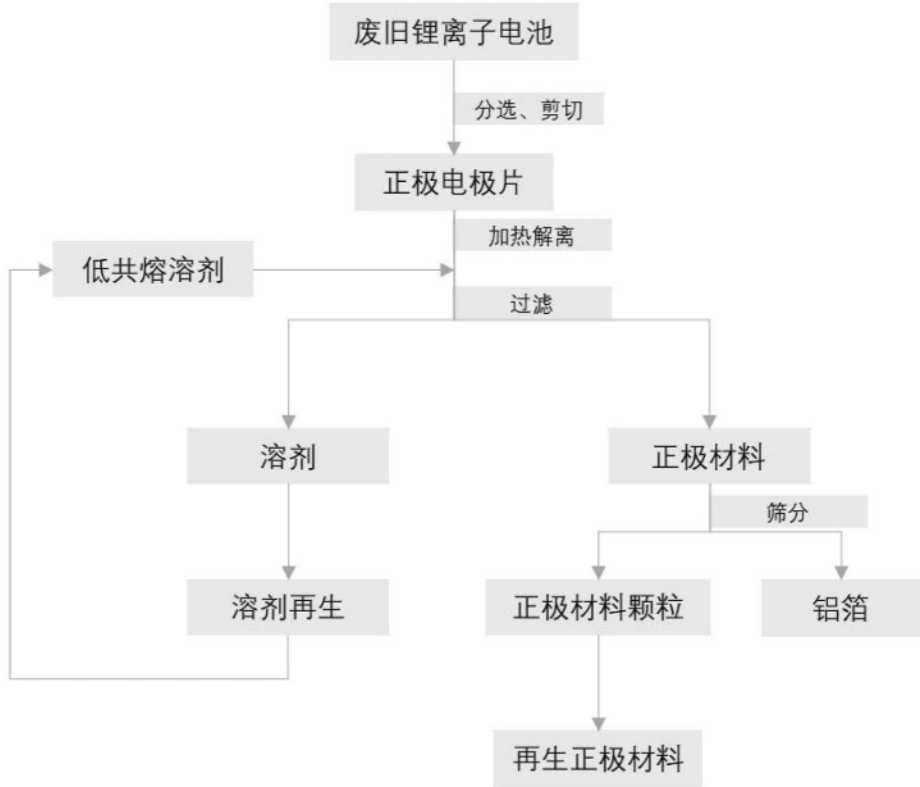 废旧锂离子电池
分选、剪切
正极电极片
加热解离
低共熔溶剂
过滤
溶剂
正极材料
筛分
溶剂再生
正极材料颗粒
铝箔
再生正极材料